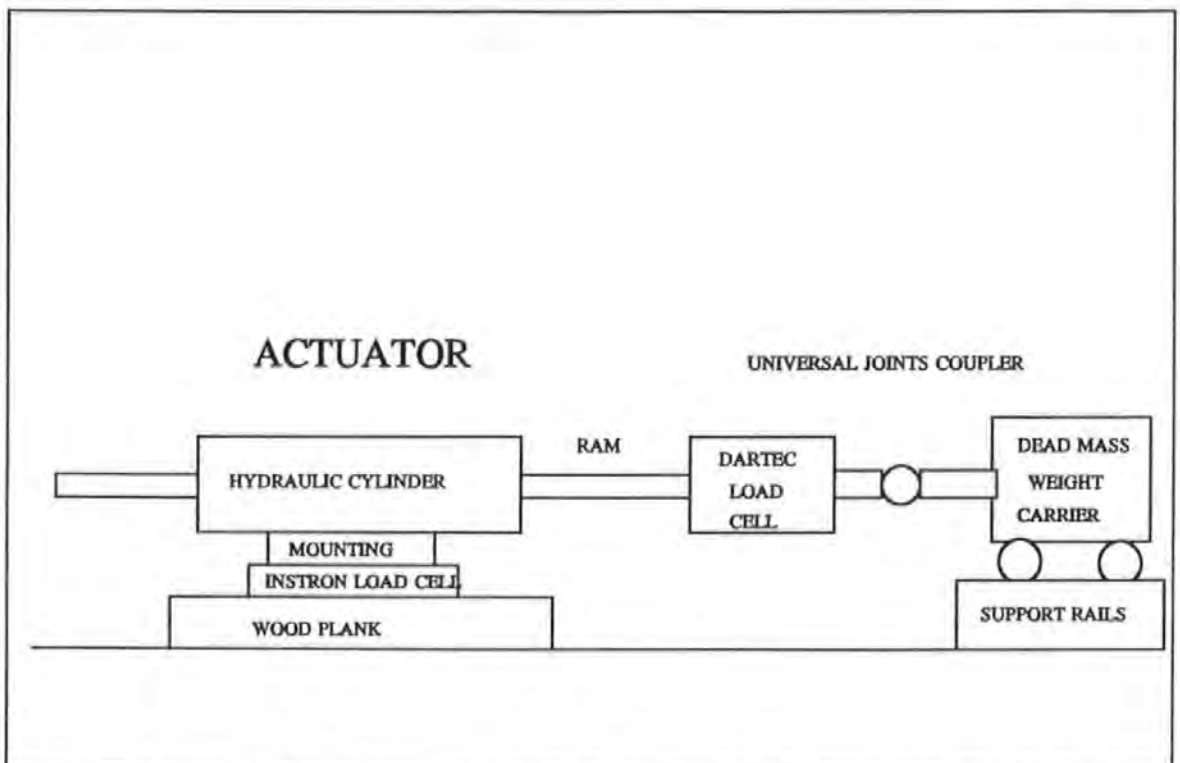 ACTUATOR
UNIVERSAL JOINTS COUPLER
HYDRAULIC CYLINDER
RAM
DARTEC
LOAD
CELL
DEAD MASS
WEIGHT
CARRIER
MOUNTING
INSTRON LOAD CELL
WOOD PLANK
SUPPORT RAILS